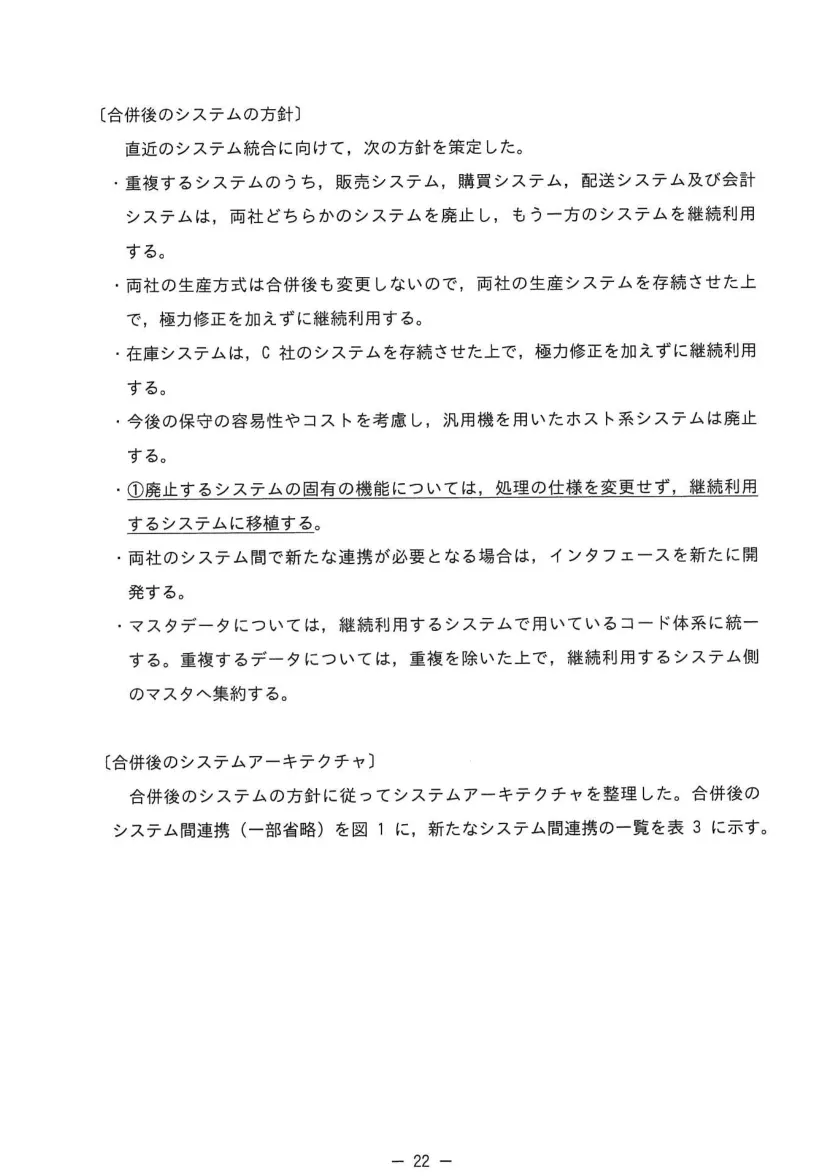 〔合併後のシステムの方針〕
直近のシステム統合に向けて，次の方針を策定した。
・重複するシステムのうち，販売システム，購買システム，配送システム及び会計
システムは，両社どちらかのシステムを廃止し，もう一方のシステムを継続利用
する。
・両社の生産方式は合併後も変更しないので，両社の生産システムを存続させた上
で，極力修正を加えずに継続利用する。
・在庫システムは，C 社のシステムを存続させた上で，極力修正を加えずに継続利用
する。
・今後の保守の容易性やコストを考慮し，汎用機を用いたホスト系システムは廃止
する。
・①廃止するシステムの固有の機能については，処理の仕様を変更せず，継続利用
するシステムに移植する。
・両社のシステム間で新たな連携が必要となる場合は，インタフェースを新たに開
発する。
・マスタデータについては，継続利用するシステムで用いているコード体系に統一
する。重複するデータについては，重複を除いた上で，継続利用するシステム側
のマスタへ集約する。
〔合併後のシステムアーキテクチャ〕
合併後のシステムの方針に従ってシステムアーキテクチャを整理した。合併後の
システム間連携（一部省略）を図 1 に，新たなシステム間連携の一覧を表 3 に示す。
― 22 ―